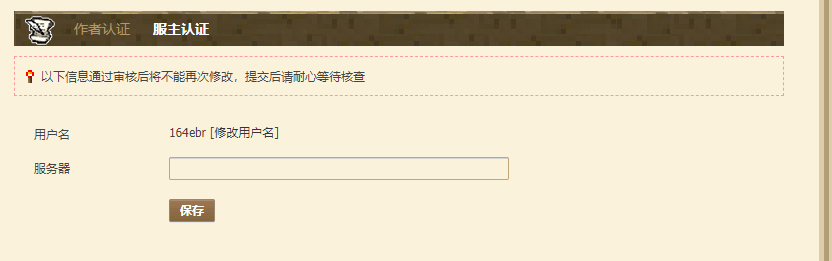 作者认证 服主认证
以下信息通过审核后将不能再次修改，提交后请耐心等待核查
用户名 164ebr [修改用户名]
服务器
保存